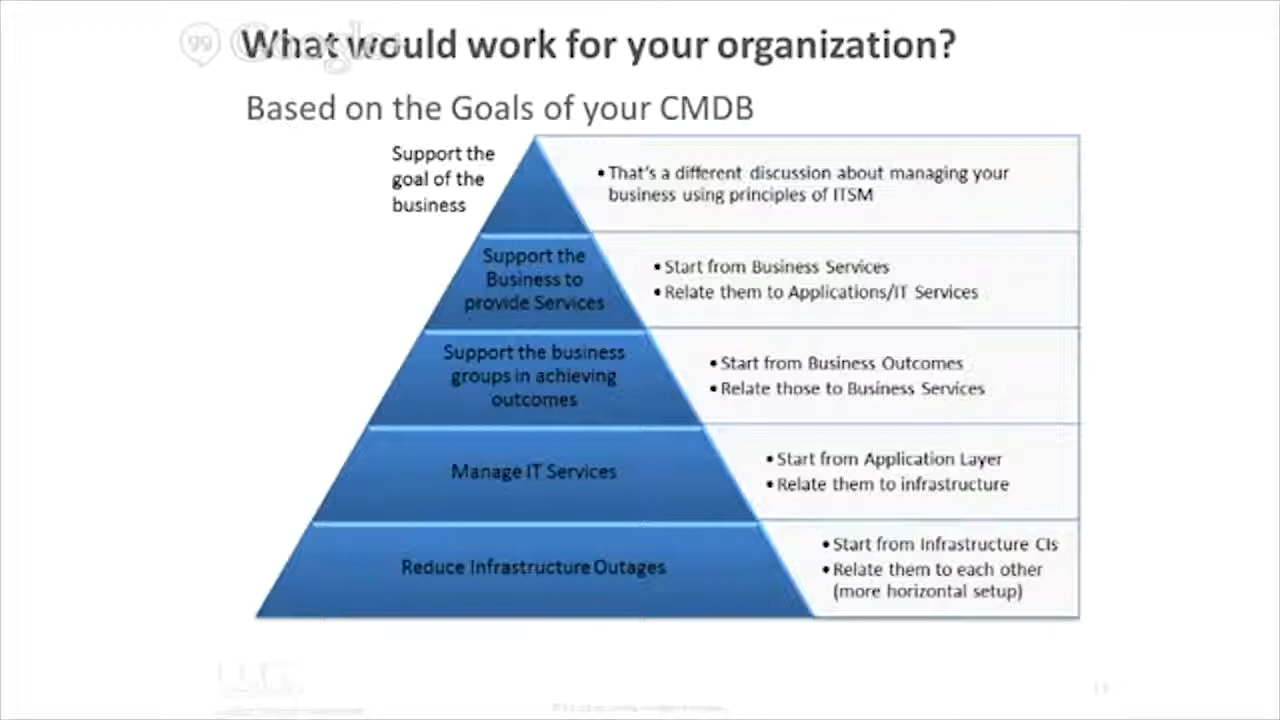 What would work for your organization?
Based on the Goals of your CMDB
Support the
goal of the
business
• That's a different discussion about managing your
business using principles of ITSM
Support the
Business to
provide Services
• Start from Business Services
• Relate them to Applications/IT Services
Support the business
groups in achieving
outcomes
• Start from Business Outcomes
• Relate those to Business Services
Manage IT Services
• Start from Application Layer
• Relate them to infrastructure
Reduce Infrastructure Outages
• Start from Infrastructure CIs
• Relate them to each other
(more horizontal setup)